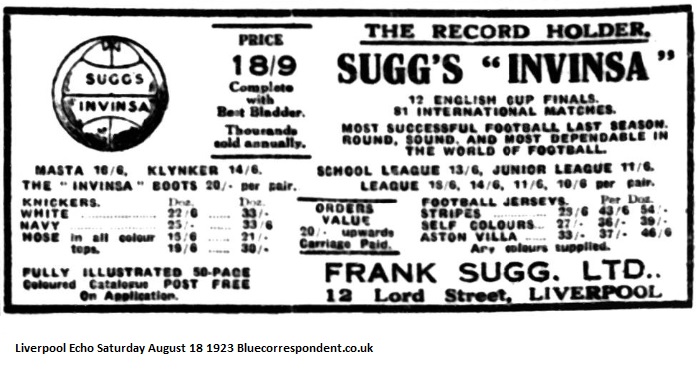 SUGG'S
INVINSA
PRICE
18/9
Complete
with
Best Bladder.
Thousands
sold annually.
THE RECORD HOLDER.
SUGG'S "INVINSA"
12 ENGLISH CUP FINALS.
81 INTERNATIONAL MATCHES.
MOST SUCCESSFUL FOOTBALL LAST SEASON.
ROUND, SOUND, AND MOST DEPENDABLE IN
THE WORLD OF FOOTBALL.
MASTA 16/6, KLYNKER 14/6.
THE "INVINSA" BOOTS 20/- per pair.
SCHOOL LEAGUE 13/6, JUNIOR LEAGUE 11/6.
LEAGUE 15/6, 14/6, 11/6, 10/6 per pair.
KNICKERS. Doz. Doz.
WHITE 22/6 33/-
NAVY 25/- 33/6
HOSE in all colour 15/6 21/-
tops. 19/6 30/-
ORDERS
VALUE
20/- upwards
Carriage Paid.
FOOTBALL JERSEYS. Per Doz.
STRIPES 43/6 54/-
SELF COLOURS 27/- 36/- 39/-
ASTON VILLA 33/- 37/- 46/6
Any colours supplied.
FULLY ILLUSTRATED 50-PAGE
Coloured Catalogue POST FREE
On Application.
FRANK SUGG. LTD..
12 Lord Street, LIVERPOOL
Liverpool Echo Saturday August 18 1923 Bluecorrespondent.co.uk